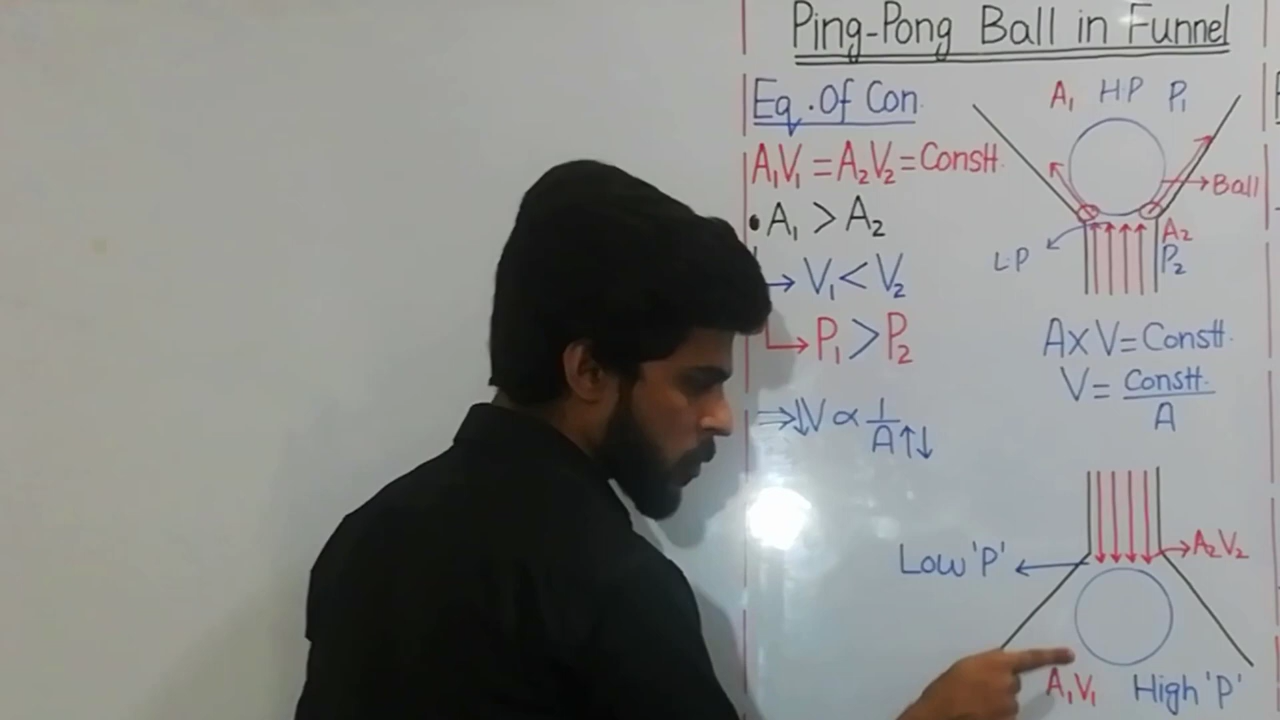 Ping-Pong Ball in Funnel
Eq. Of Con.
A₁V₁ = A₂V₂ = Constt.
• A₁ > A₂
→ V₁ < V₂
↳ P₁ > P₂
⇒ ↓V ∝ 1/A ↑↓
A₁ HP P₁
→ Ball
A₂
L.P P₂
A x V = Constt.
V = Constt./A
→ A₂V₂
Low 'P' ←
A₁V₁ High 'P'